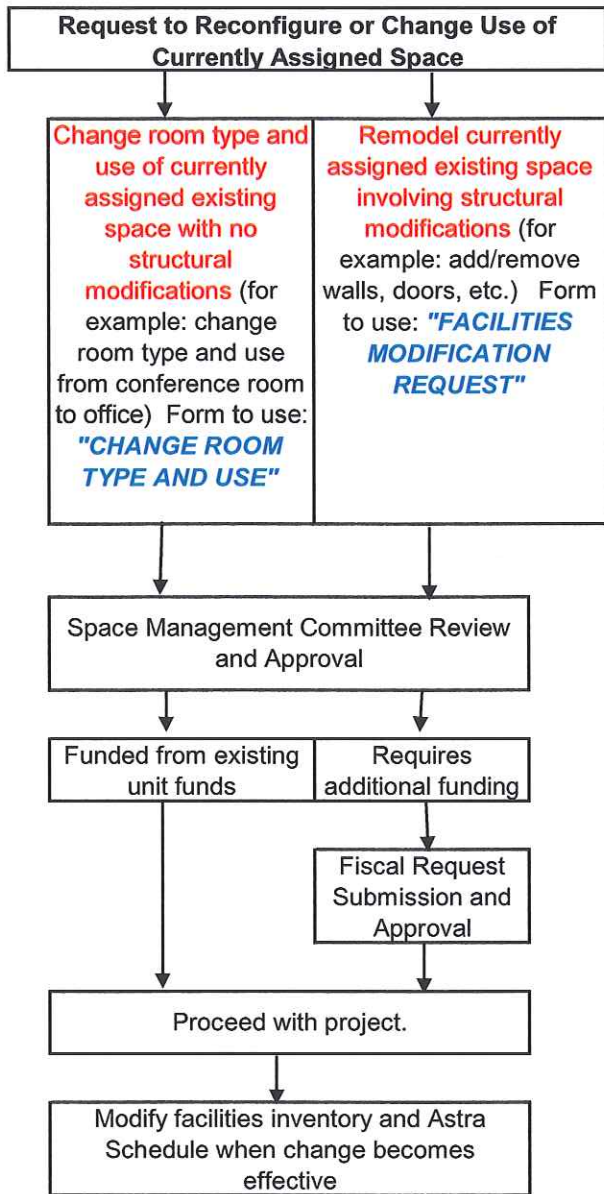 Request to Reconfigure or Change Use of
Currently Assigned Space
Change room type and
use of currently
assigned existing
space with no
structural
modifications (for
example: change
room type and use
from conference room
to office)  Form to use:
"CHANGE ROOM
TYPE AND USE"
Remodel currently
assigned existing space
involving structural
modifications (for
example: add/remove
walls, doors, etc.)   Form
to use: "FACILITIES
MODIFICATION
REQUEST"
Space Management Committee Review
and Approval
Funded from existing
unit funds
Requires
additional funding
Fiscal Request
Submission and
Approval
Proceed with project.
Modify facilities inventory and Astra
Schedule when change becomes
effective